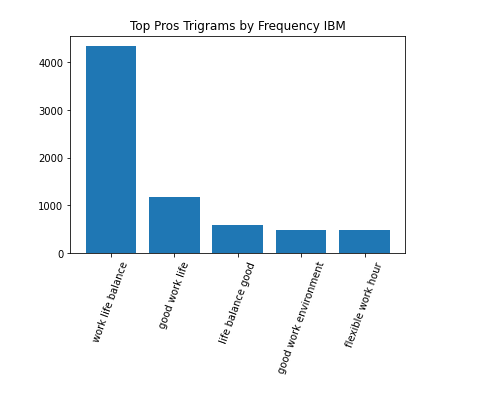 Top Pros Trigrams by Frequency IBM
4000
3000
2000
1000
0
work life balance
good work life
life balance good
good work environment
flexible work hour